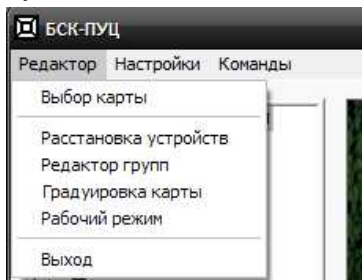 БСК-ПУЦ
Редактор Настройки Команды
Выбор карты
Расстановка устройств
Редактор групп
Градуировка карты
Рабочий режим
Выход